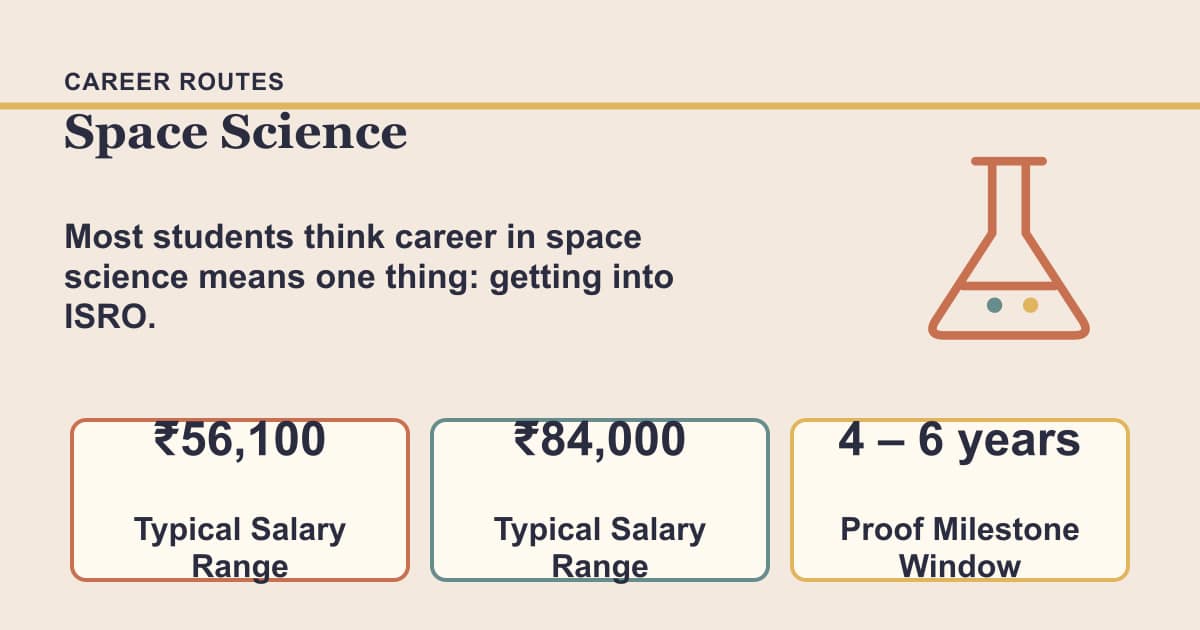 CAREER ROUTES
Space Science
Most students think career in space
science means one thing: getting into
ISRO.
₹56,100
Typical Salary
Range
₹84,000
Typical Salary
Range
4 – 6 years
Proof Milestone
Window